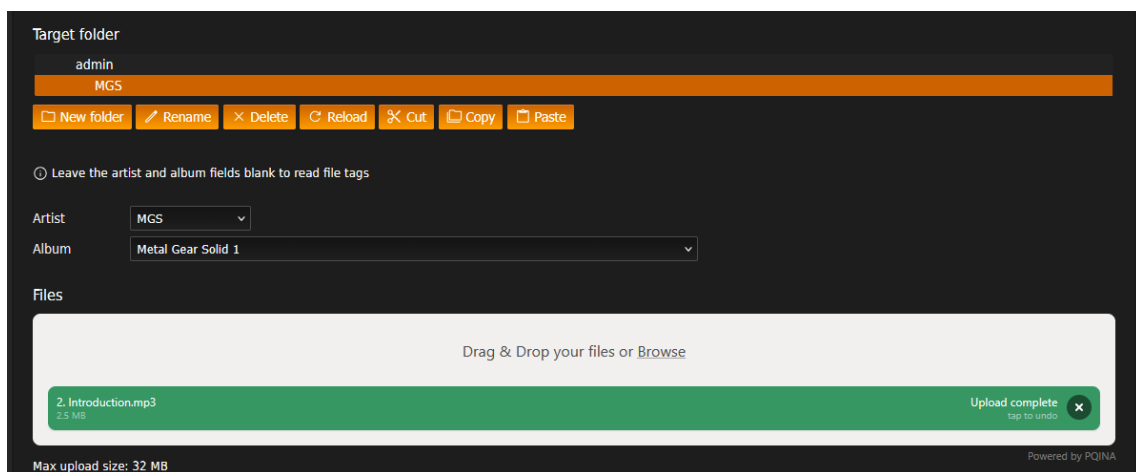 Target folder
admin
MGS
New folder Rename Delete Reload Cut Copy Paste
Leave the artist and album fields blank to read file tags
Artist MGS
Album Metal Gear Solid 1
Files
Drag & Drop your files or Browse
2. Introduction.mp3 Upload complete
2.5 MB tap to undo
Powered by PQINA
Max upload size: 32 MB